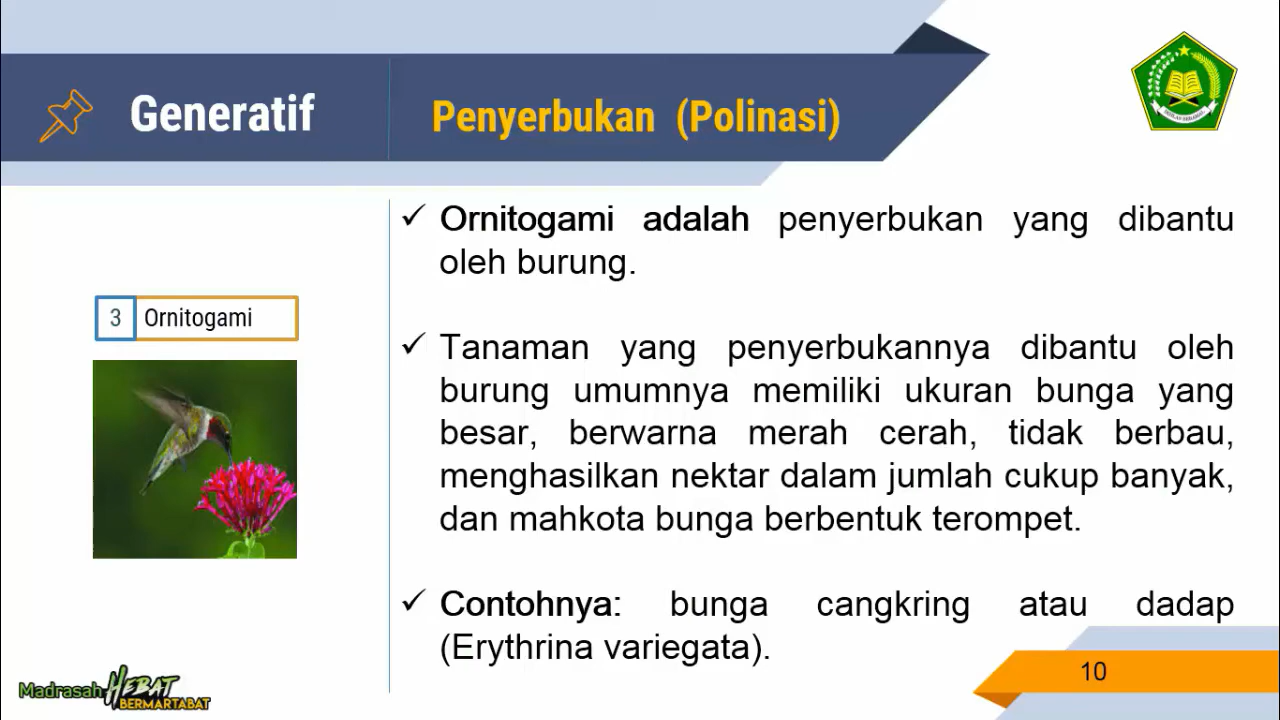 Generatif
Penyerbukan (Polinasi)
Ornitogami adalah penyerbukan yang dibantu
oleh burung.
3 Ornitogami
Tanaman yang penyerbukannya dibantu oleh
burung umumnya memiliki ukuran bunga yang
besar, berwarna merah cerah, tidak berbau,
menghasilkan nektar dalam jumlah cukup banyak,
dan mahkota bunga berbentuk terompet.
Contohnya: bunga cangkring atau dadap
(Erythrina variegata).
10
Madrasah HEBAT
BERMARTABAT